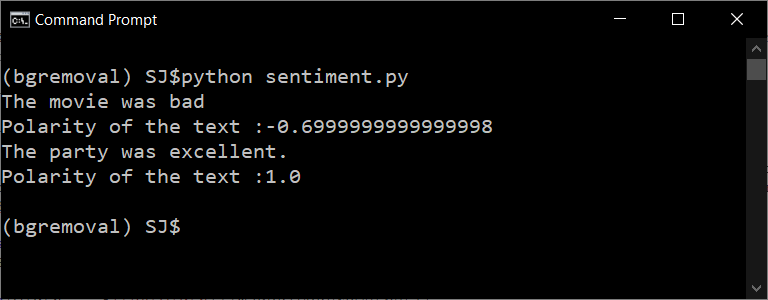 Command Prompt
(bgremoval) SJ$python sentiment.py
The movie was bad
Polarity of the text :-0.6999999999999998
The party was excellent.
Polarity of the text :1.0
(bgremoval) SJ$